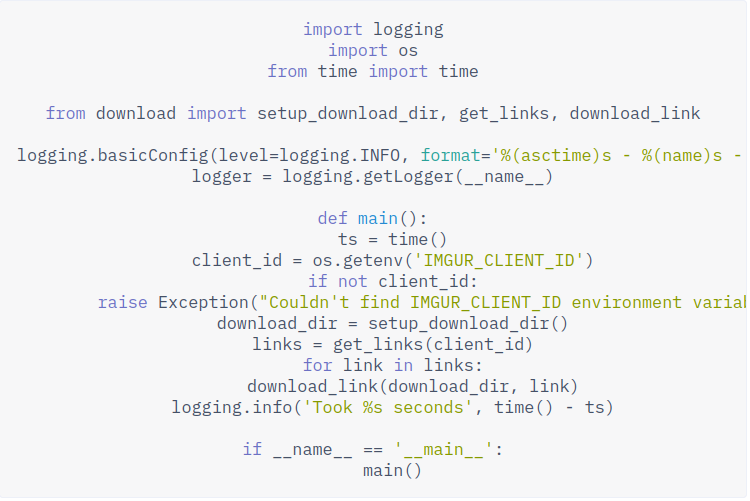 import logging
import os
from time import time
from download import setup_download_dir, get_links, download_link
logging.basicConfig(level=logging.INFO, format='%(asctime)s - %(name)s -
logger = logging.getLogger(__name__)
def main():
ts = time()
client_id = os.getenv('IMGUR_CLIENT_ID')
if not client_id:
raise Exception("Couldn't find IMGUR_CLIENT_ID environment
download_dir = setup_download_dir()
links = get_links(client_id)
for link in links:
download_link(download_dir, link)
logging.info('Took %s seconds', time() - ts)
if __name__ == '__main__':
main()